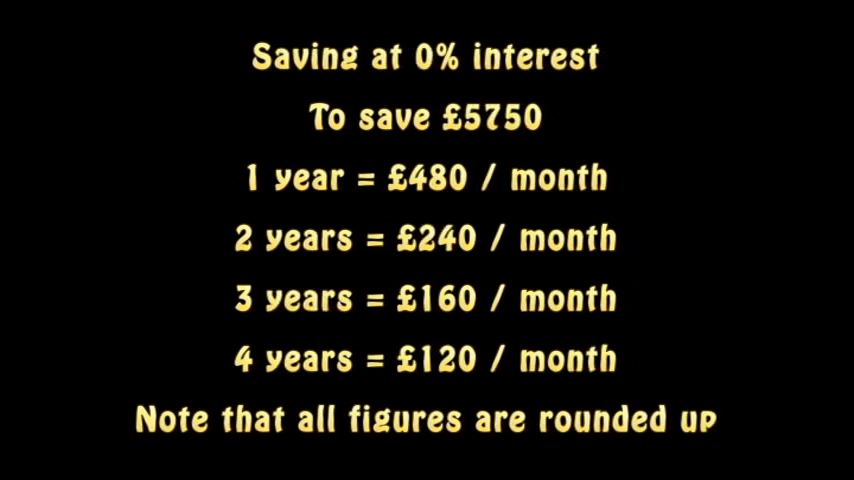 Saving at 0% interest
To save £5750
1 year = £480 / month
2 years = £240 / month
3 years = £160 / month
4 years = £120 / month
Note that all figures are rounded up